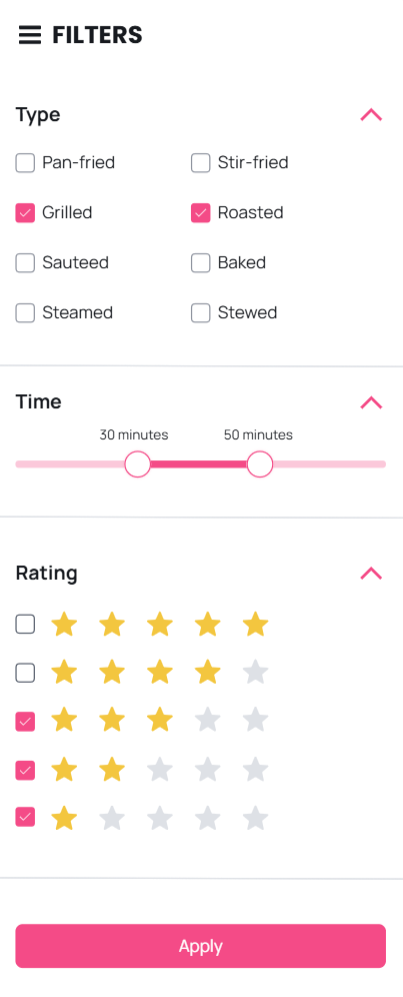 FILTERS
Type
Pan-fried Stir-fried
Grilled Roasted
Sauteed Baked
Steamed Stewed
Time
30 minutes 50 minutes
Rating
Apply